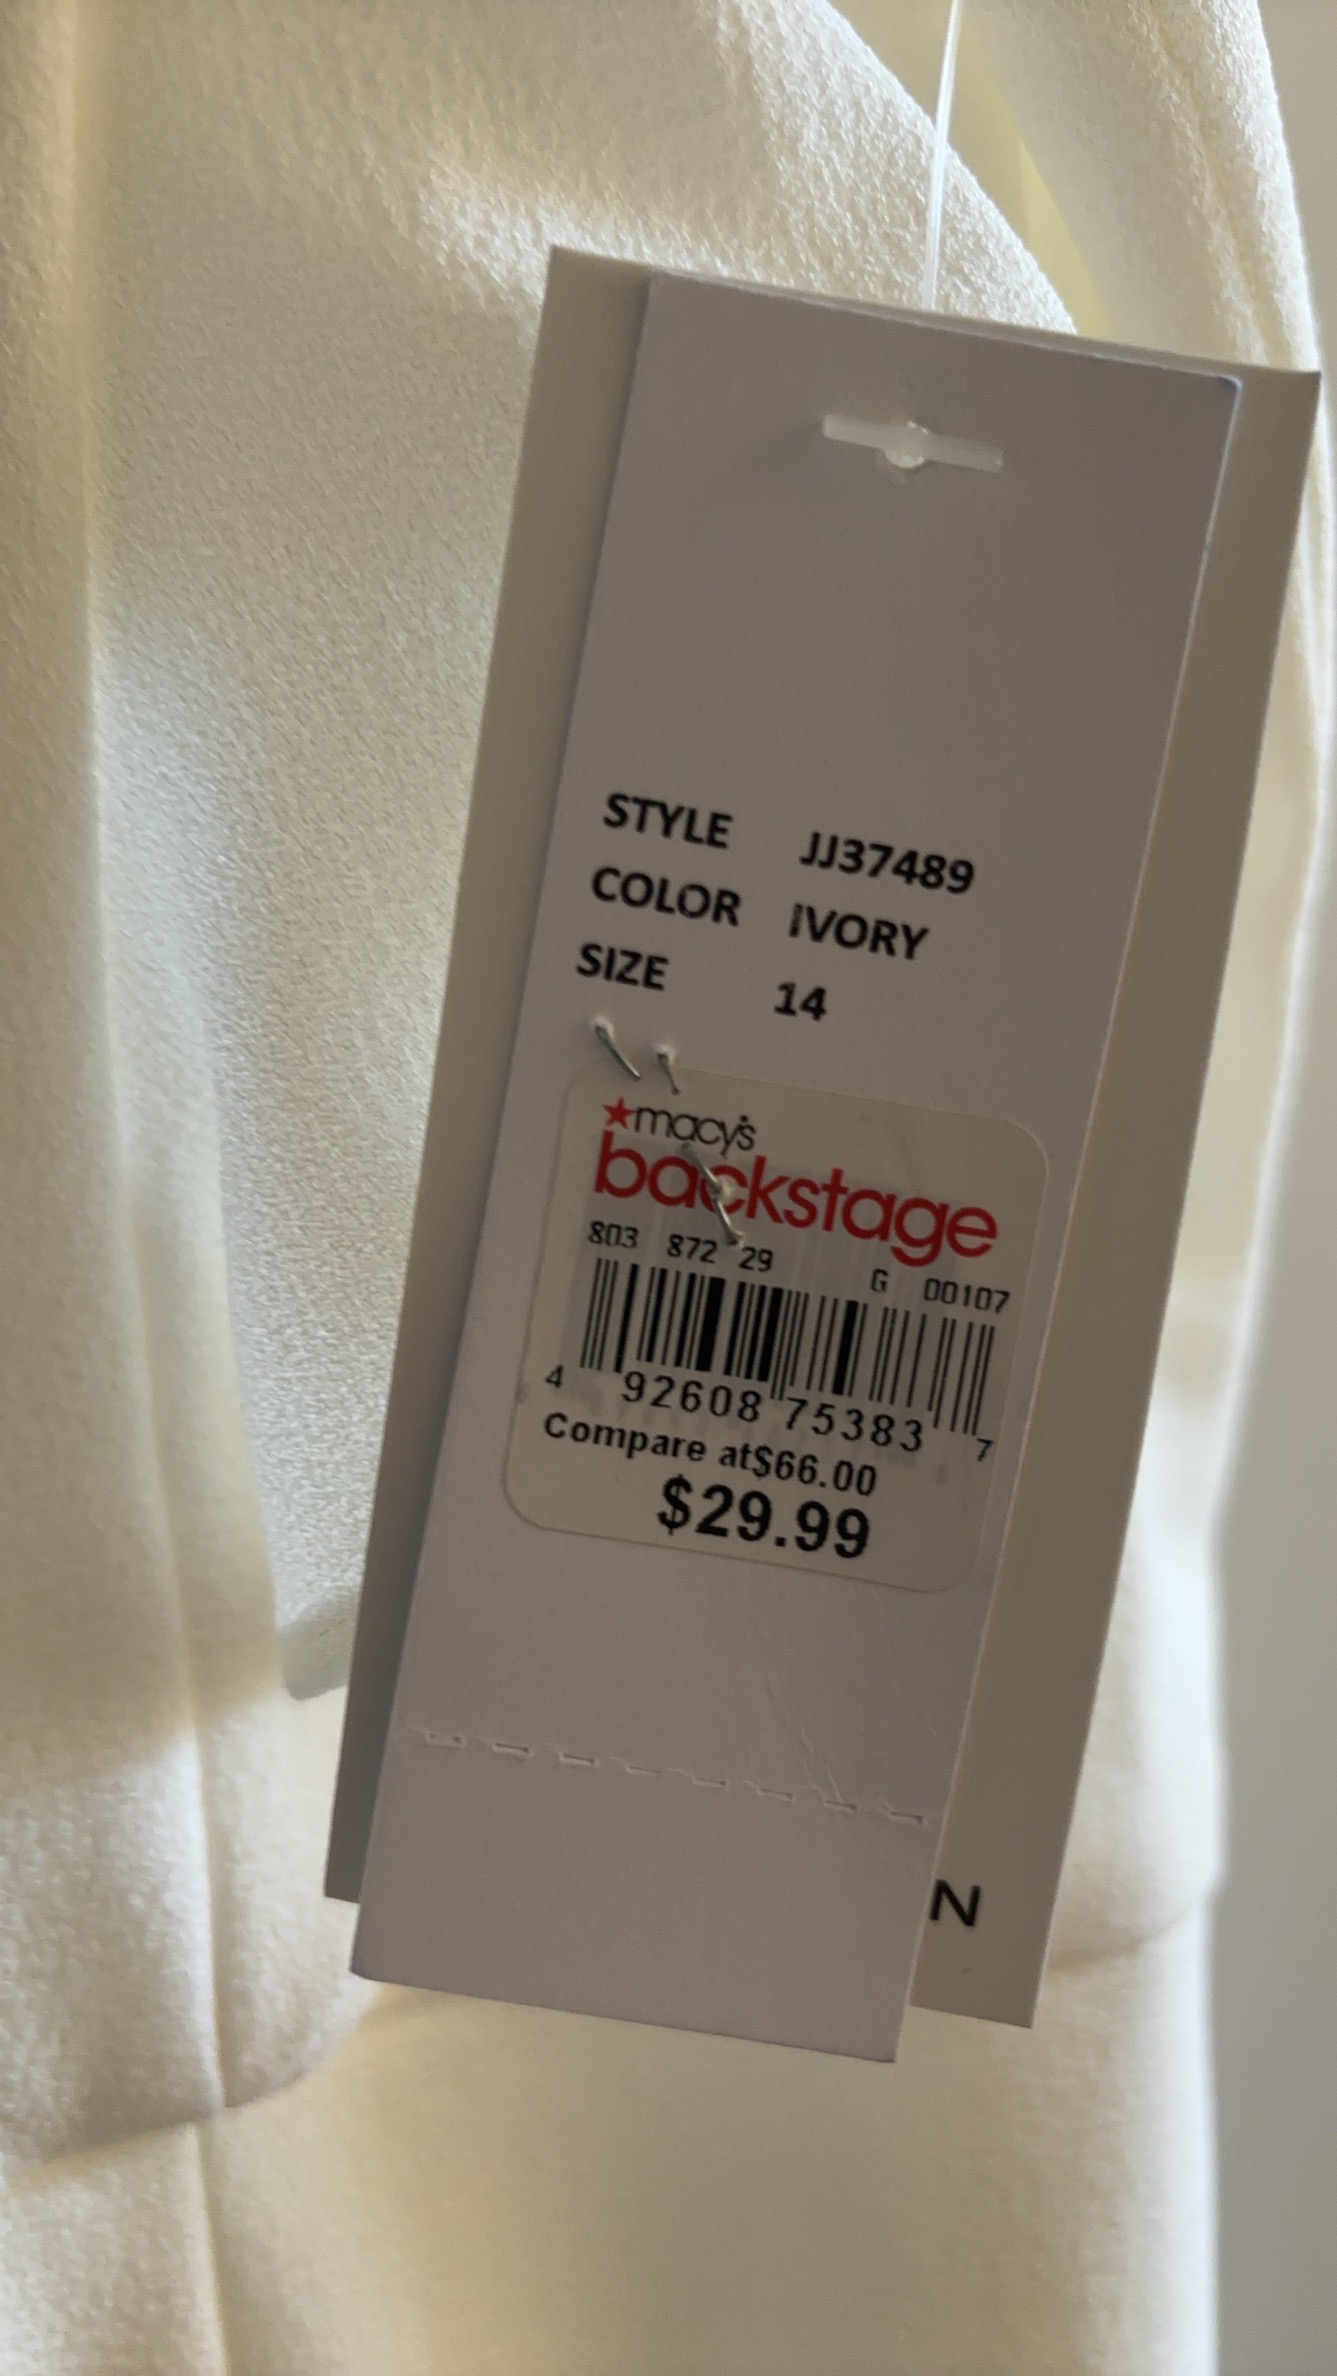 STYLE JJ37489
COLOR IVORY
SIZE 14
macy's
backstage
803 872 29 G 00107
4 92608 75383 7
Compare at$66.00
$29.99
N